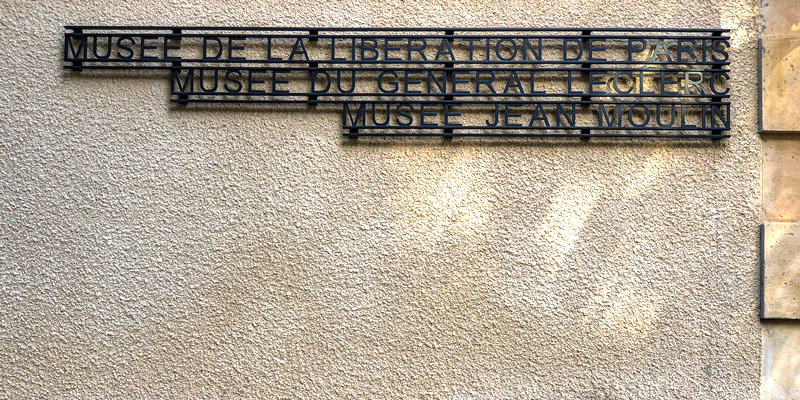 MUSEE DE LA LIBERATION DE PARIS
MUSEE DU GENERAL LECLERC
MUSEE JEAN MOULIN